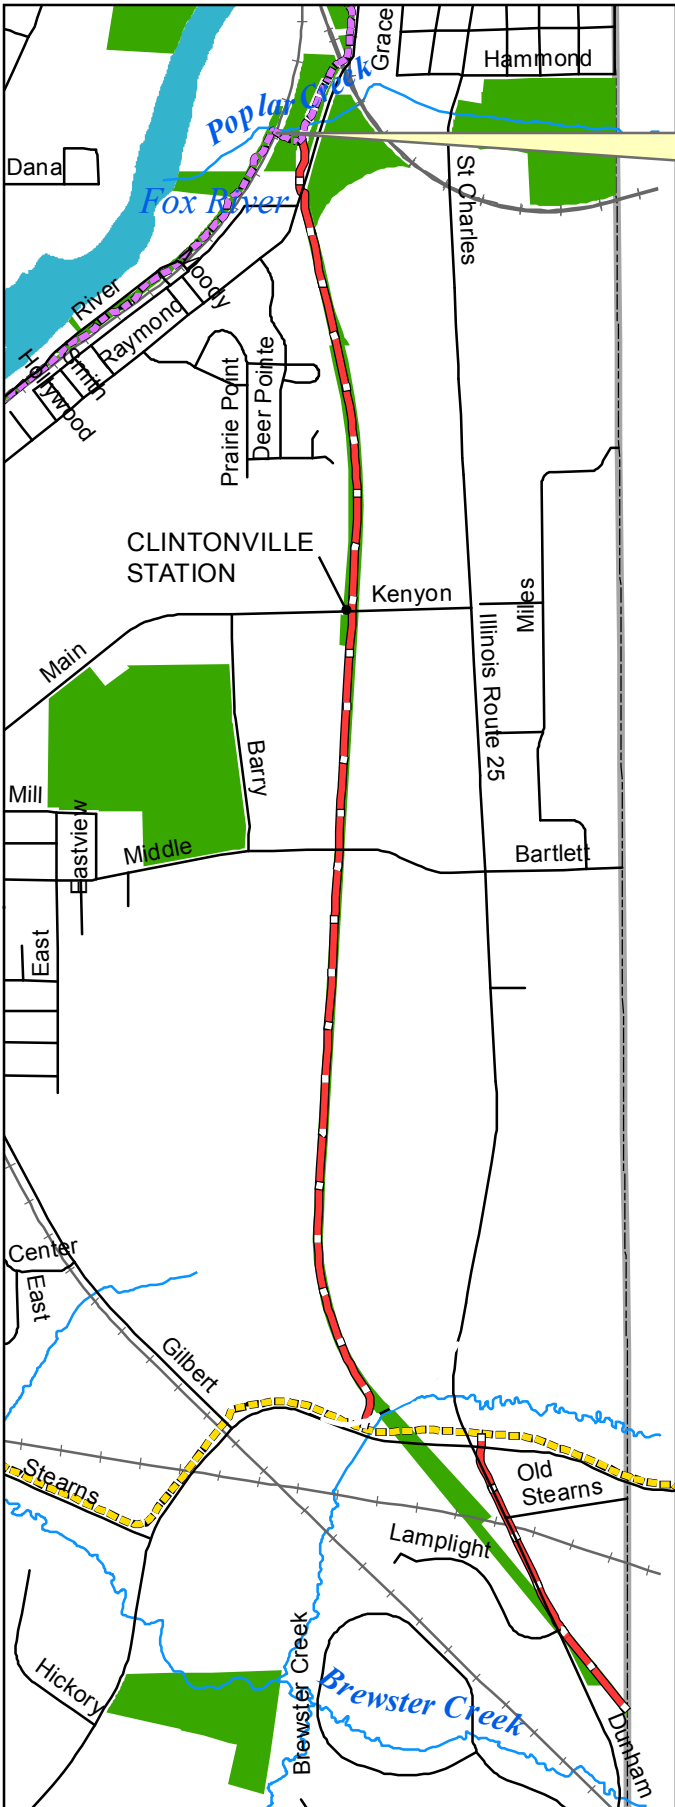 Grace
Hammond
Poplar Creek
Dana
St Charles
Fox River
Moody
River
Raymond
Smith
Hollywood
Prairie Point
Deer Pointe
CLINTONVILLE
STATION
Kenyon
Miles
Illinois Route 25
Main
Barry
Mill
Eastview
Middle
Bartlett
East
Center
East
Gilbert
Stearns
Old
Stearns
Lamplight
Brewster Creek
Brewster Creek
Hickory
Dunham